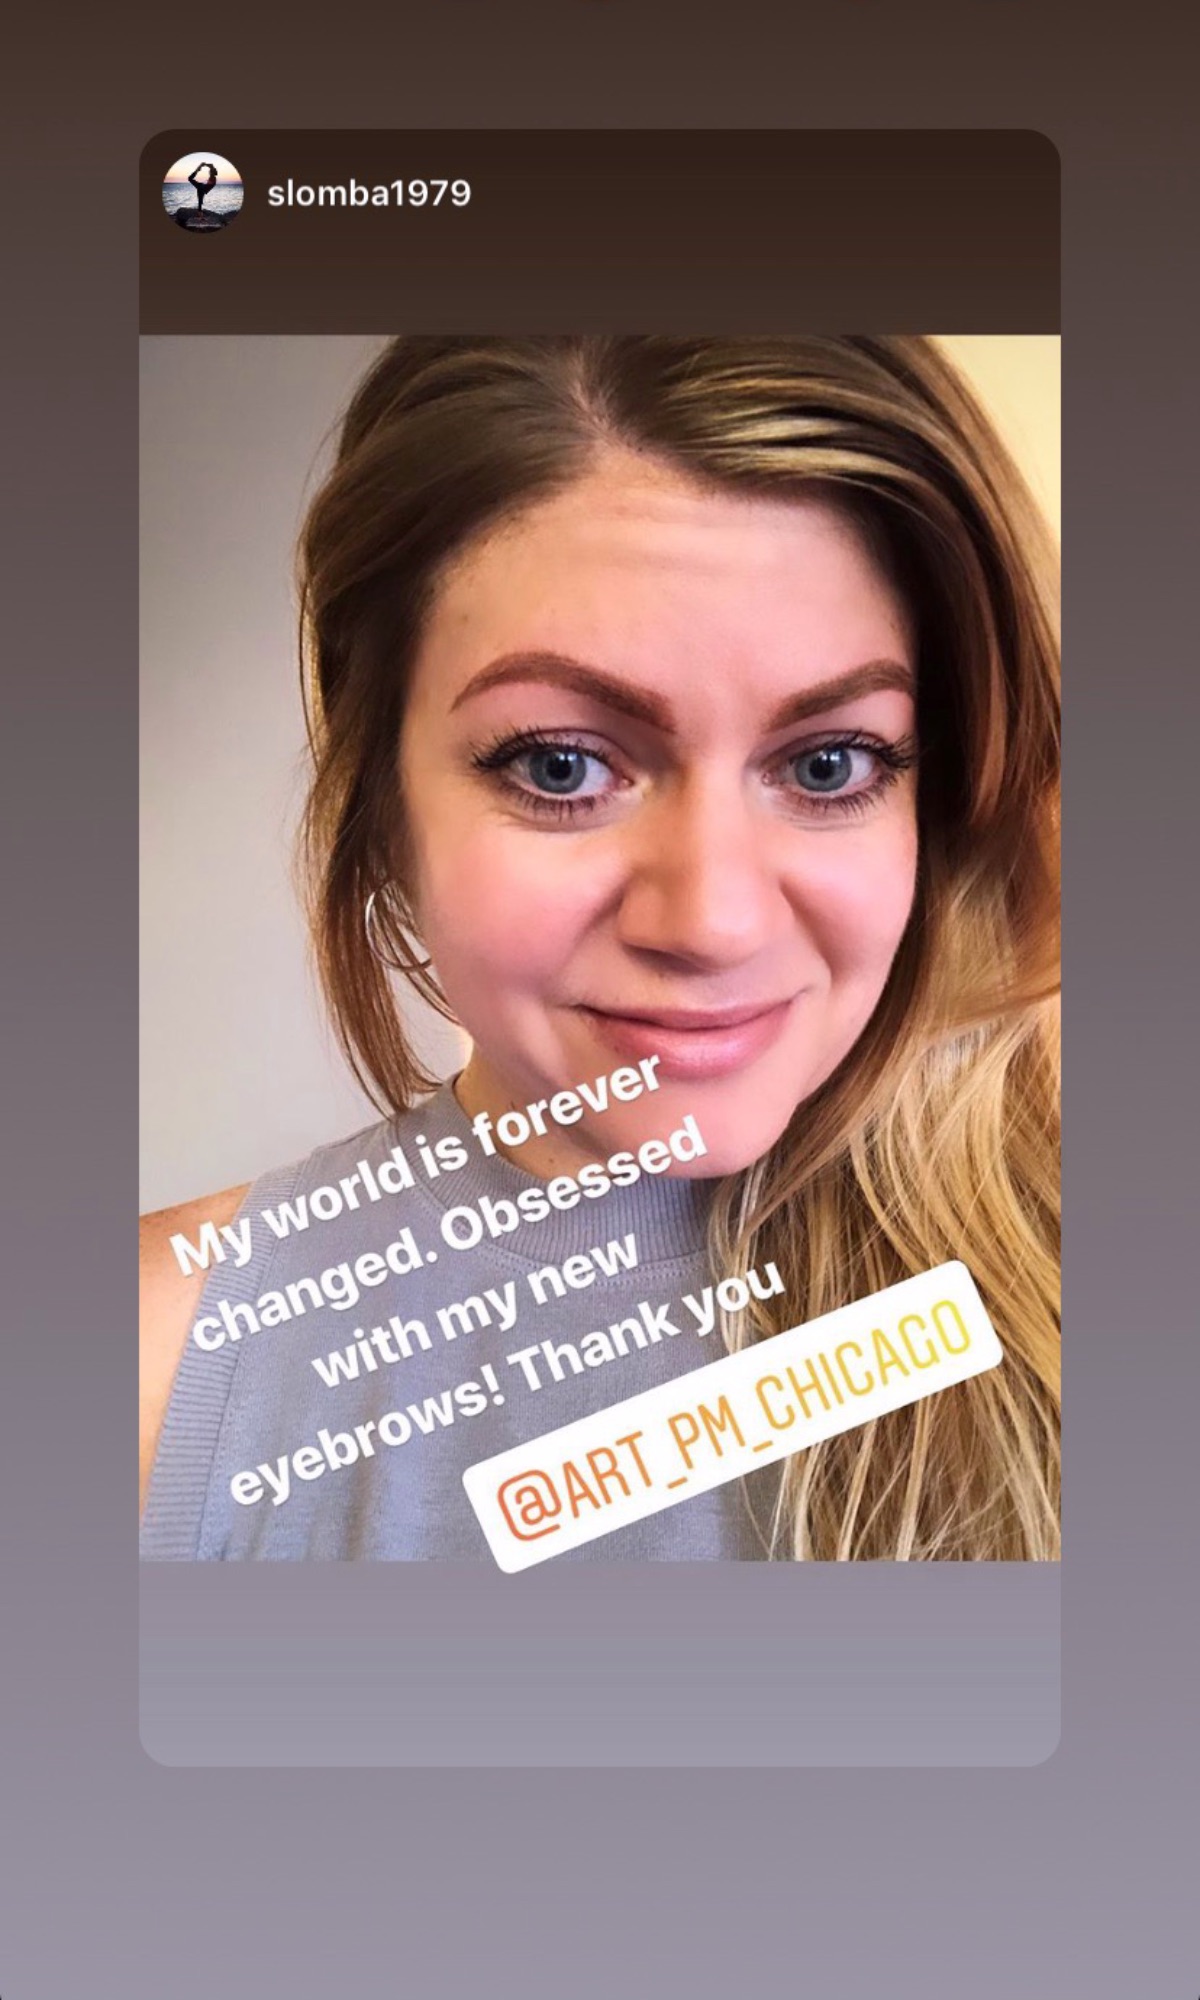 slomba1979
My world is forever
changed. Obsessed
with my new
eyebrows! Thank you
@ART_PM_CHICAGO